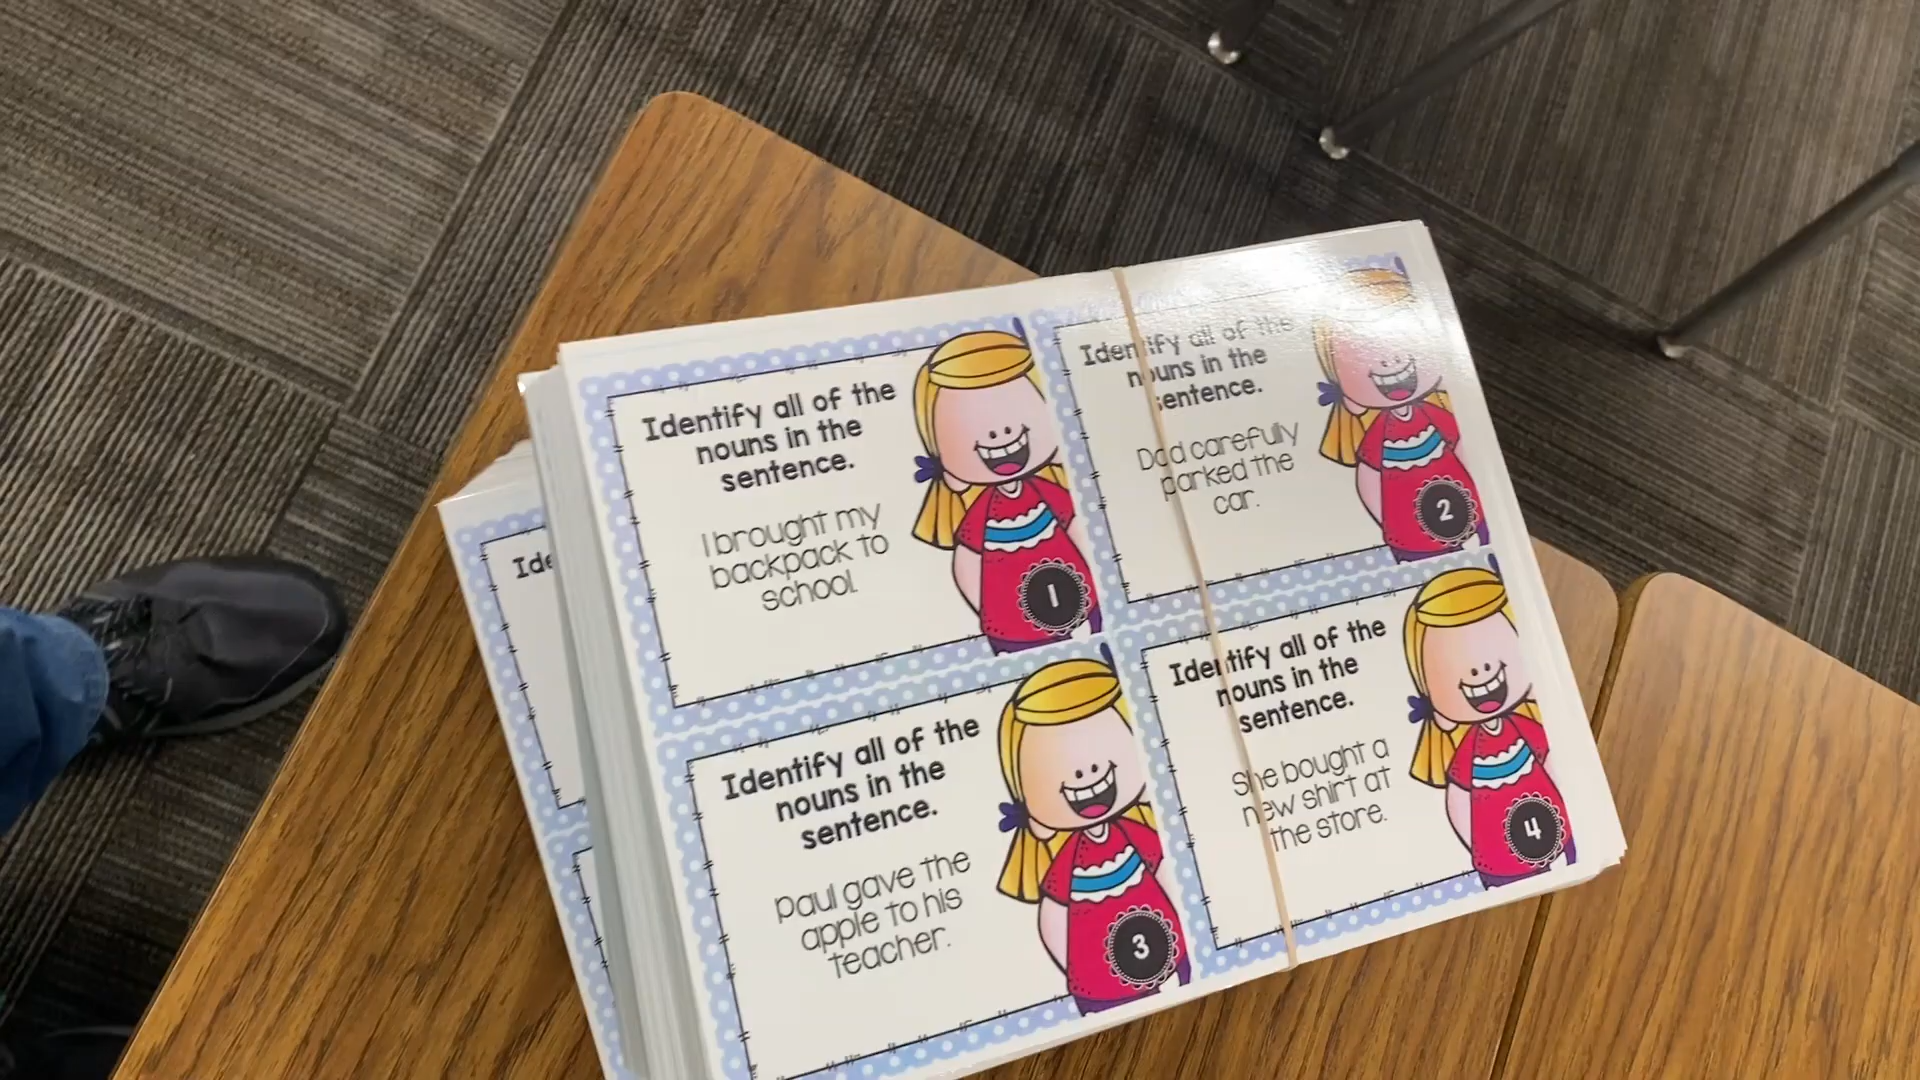 Identify all of the
nouns in the
sentence.
I brought my
backpack to
school.
1
Identify all of the
nouns in the
sentence.
Dad carefully
parked the
car.
2
Identify all of the
nouns in the
sentence.
Paul gave the
apple to his
teacher.
3
Identify all of the
nouns in the
sentence.
She bought a
new shirt at
the store.
4
Ide